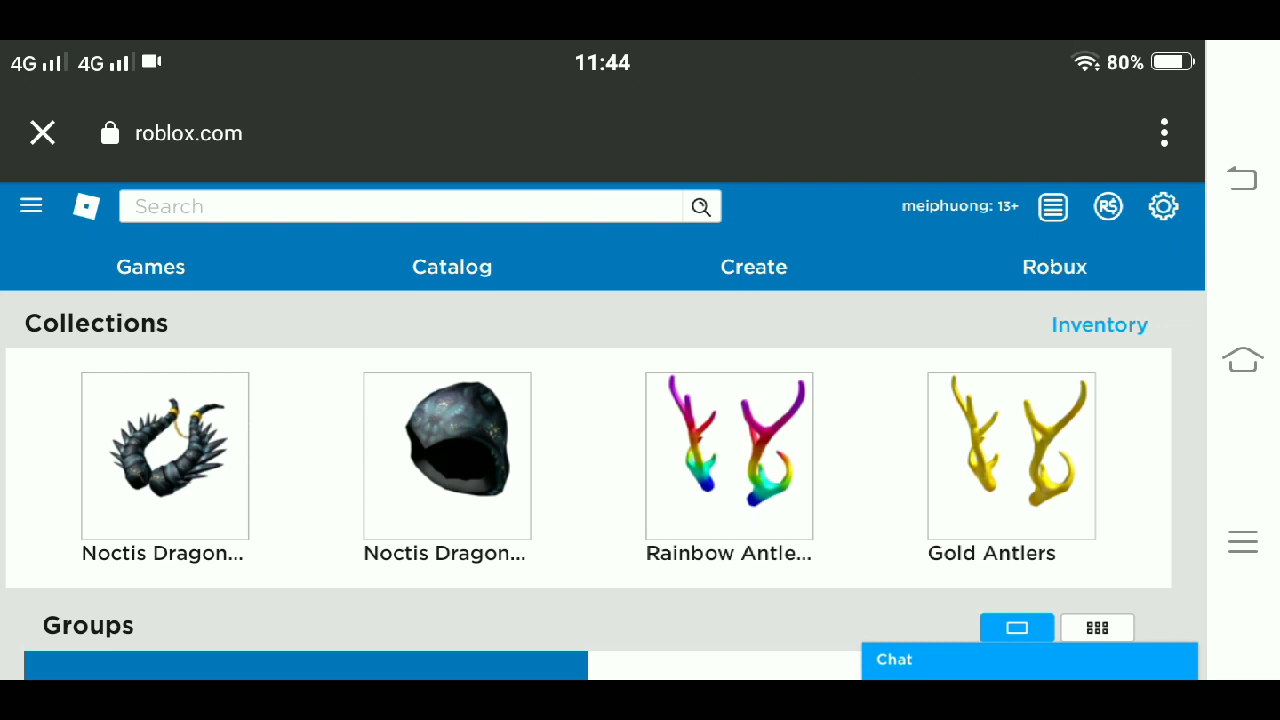 4G 4G 11:44 80%
roblox.com
Search meiphuong: 13+ R$
Games Catalog Create Robux
Collections Inventory
Noctis Dragon... Noctis Dragon... Rainbow Antle... Gold Antlers
Groups
Chat